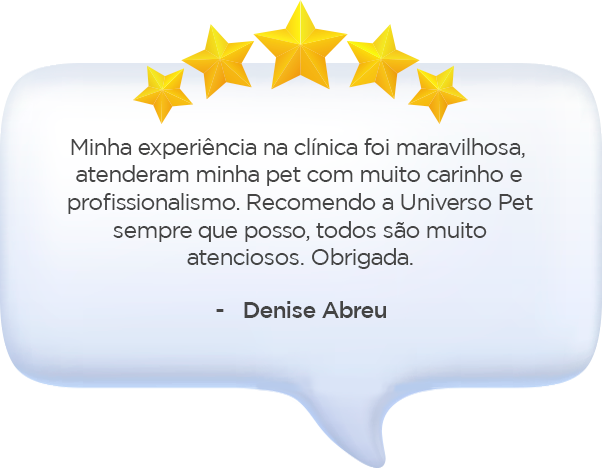 Minha experiência na clínica foi maravilhosa,
atenderam minha pet com muito carinho e
profissionalismo. Recomendo a Universo Pet
sempre que posso, todos são muito
atenciosos. Obrigada.
- Denise Abreu